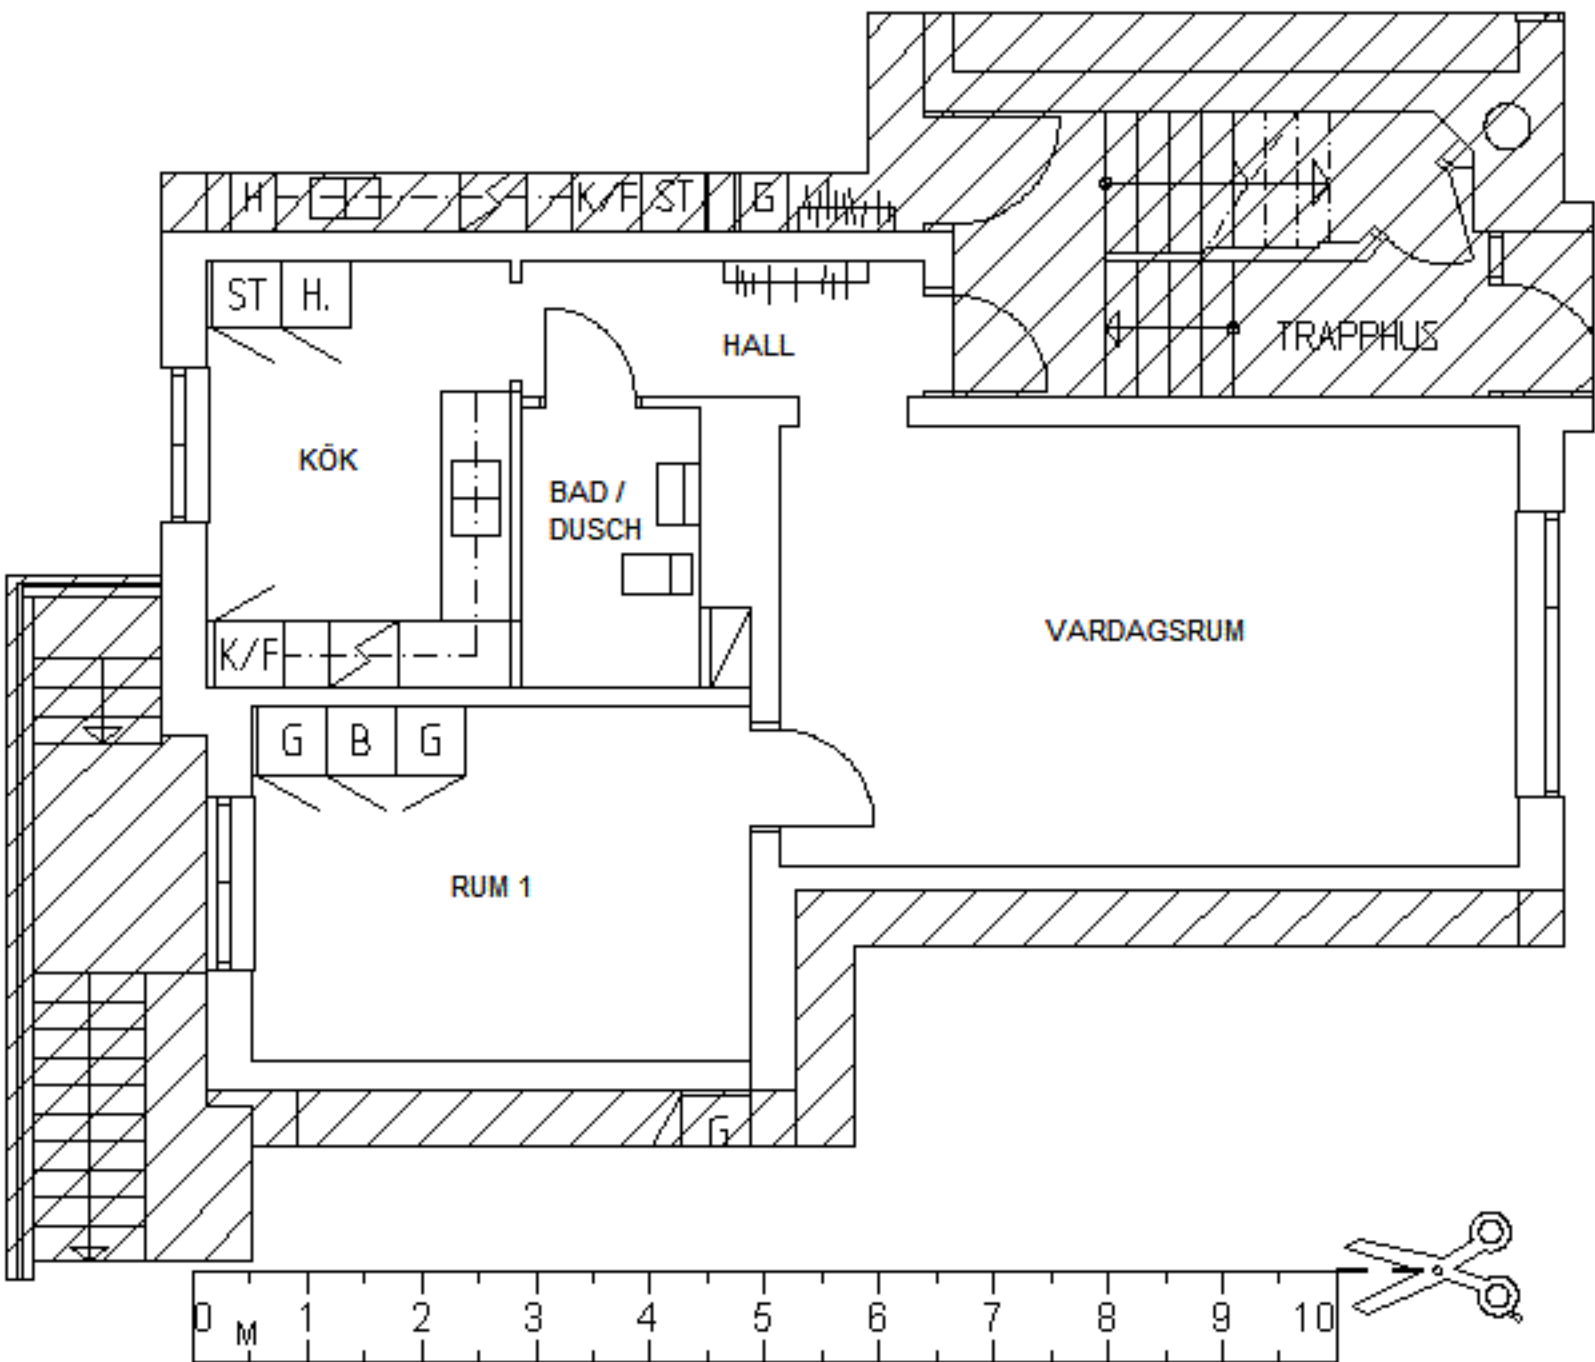 H K/F ST G
ST H.
HALL
TRAPPHUS
KÖK
BAD /
DUSCH
VARDAGSRUM
K/F
G B G
RUM 1
G
0 M 1 2 3 4 5 6 7 8 9 10